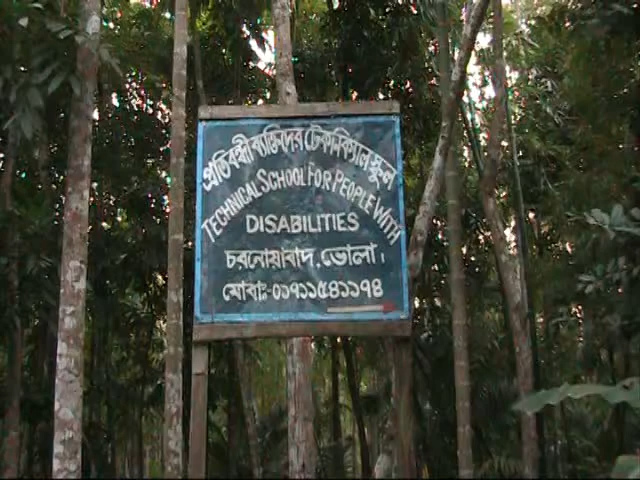 প্রতিবন্ধী ব্যক্তিদের টেকনিক্যাল স্কুল
TECHNICAL SCHOOL FOR PEOPLE WITH
DISABILITIES
চরনোয়াবাদ, ভোলা।
মোবাঃ-০১৭১১৫৪১১৭৪